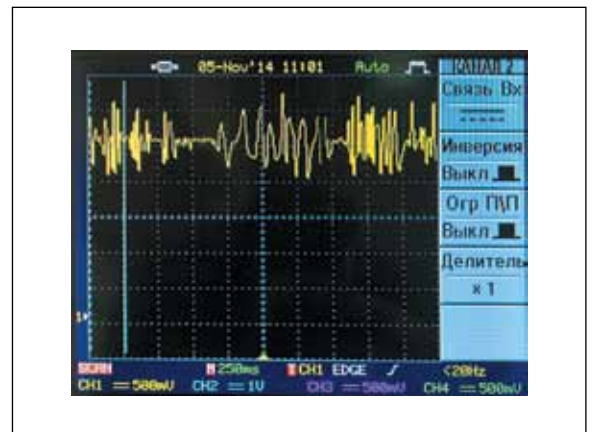 05-Nov'14 11:01 Auto
КАНАЛ 2
Связь Вх
Инверсия
Выкл
Огр П\П
Выкл
Делитель
× 1
1
SCAN M 250ms T CH1 EDGE <20Hz
CH1 500mV CH2 1V CH3 500mV CH4 500mV